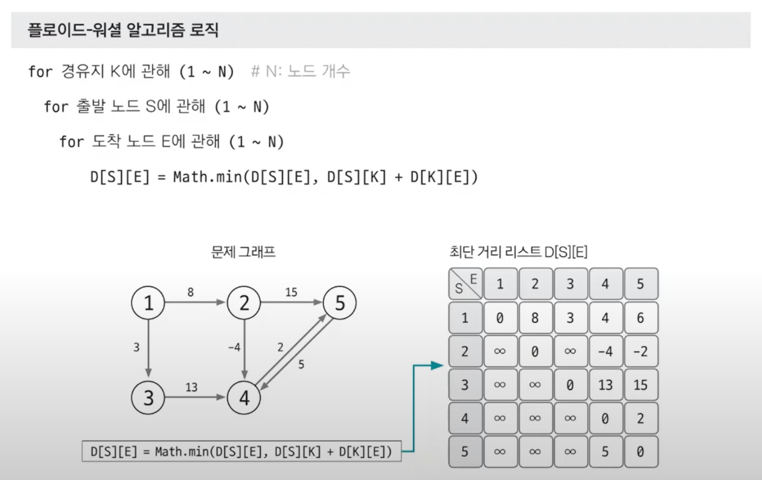 플로이드-워셜 알고리즘 로직
for 경유지 K에 관해 (1 ~ N) # N: 노드 개수
for 출발 노드 S에 관해 (1 ~ N)
for 도착 노드 E에 관해 (1 ~ N)
D[S][E] = Math.min(D[S][E], D[S][K] + D[K][E])
문제 그래프
1 8 2 15 5
3 -4 2 5
3 13 4
D[S][E] = Math.min(D[S][E], D[S][K] + D[K][E])
최단 거리 리스트 D[S][E]
S E 1 2 3 4 5
1 0 8 3 4 6
2 ∞ 0 ∞ -4 -2
3 ∞ ∞ 0 13 15
4 ∞ ∞ ∞ 0 2
5 ∞ ∞ ∞ 5 0